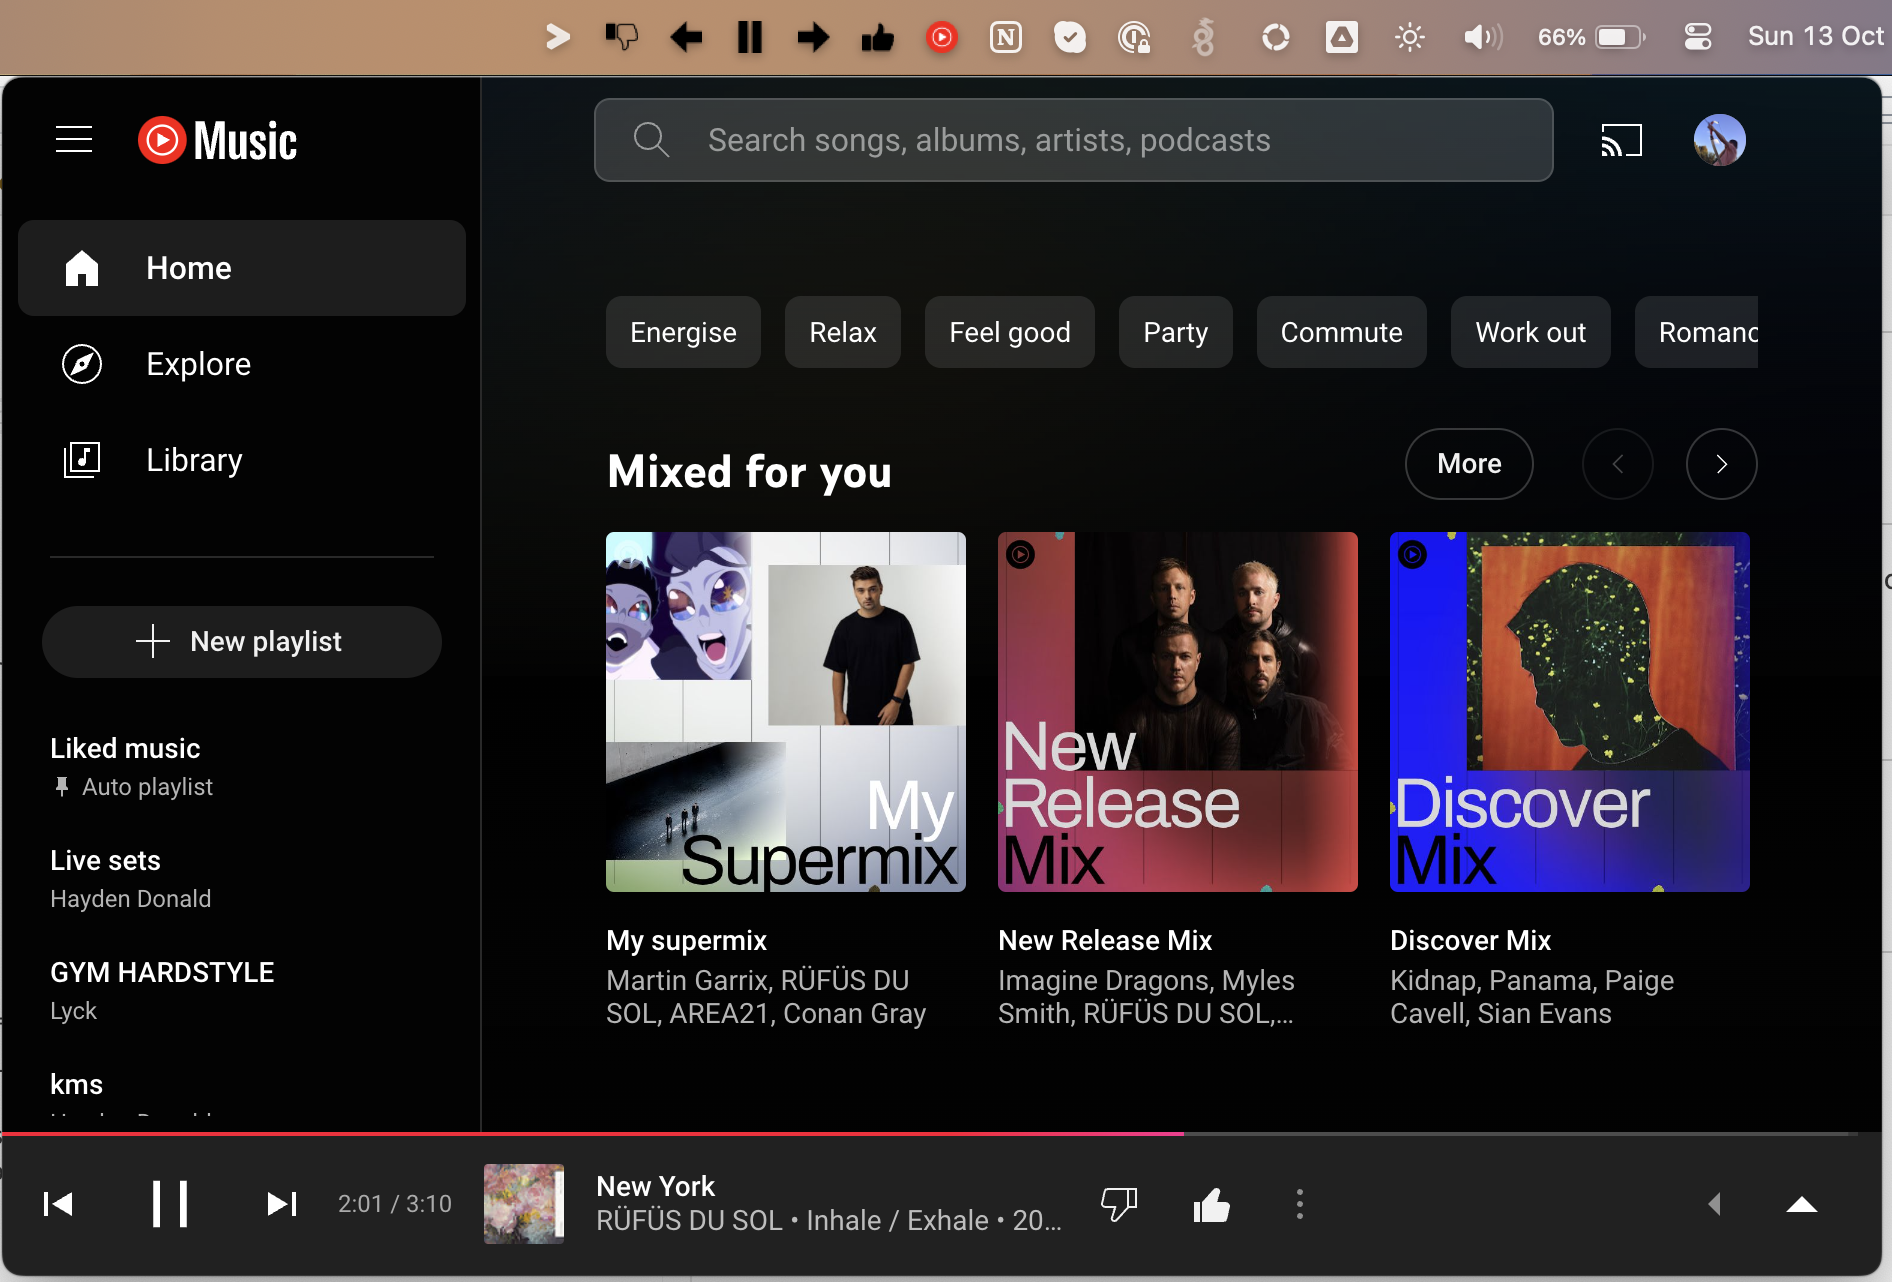 66%
Sun 13 Oct
Music
Search songs, albums, artists, podcasts
Home
Explore
Library
New playlist
Liked music
Auto playlist
Live sets
Hayden Donald
GYM HARDSTYLE
Lyck
kms
Energise
Relax
Feel good
Party
Commute
Work out
Romanc
Mixed for you
More
My
Supermix
New
Release
Mix
Discover
Mix
My supermix
Martin Garrix, RÜFÜS DU
SOL, AREA21, Conan Gray
New Release Mix
Imagine Dragons, Myles
Smith, RÜFÜS DU SOL,...
Discover Mix
Kidnap, Panama, Paige
Cavell, Sian Evans
2:01 / 3:10
New York
RÜFÜS DU SOL • Inhale / Exhale • 20...